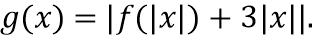 g(x) = |f(|x|) + 3|x||.